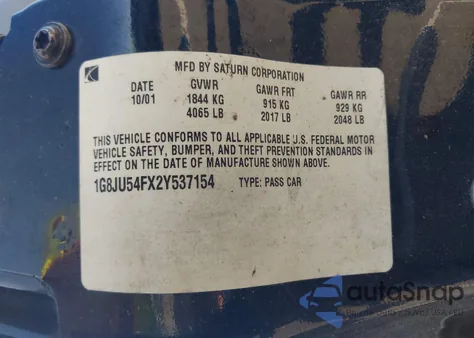 MFD BY SATURN CORPORATION
DATE GVWR GAWR FRT GAWR RR
10/01 1844 KG 915 KG 929 KG
4065 LB 2017 LB 2048 LB
THIS VEHICLE CONFORMS TO ALL APPLICABLE U.S. FEDERAL MOTOR
VEHICLE SAFETY, BUMPER, AND THEFT PREVENTION STANDARDS IN
EFFECT ON THE DATE OF MANUFACTURE SHOWN ABOVE.
1G8JU54FX2Y537154 TYPE: PASS CAR
autoSnap